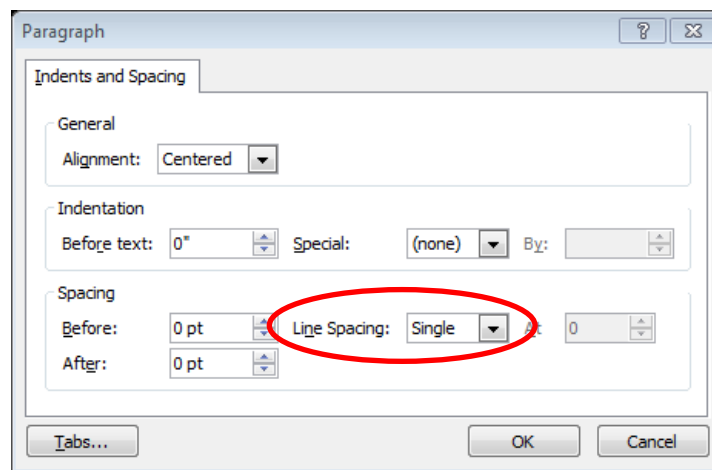 Paragraph
Indents and Spacing
General
Alignment: Centered
Indentation
Before text: 0" Special: (none) By:
Spacing
Before: 0 pt Line Spacing: Single At 0
After: 0 pt
Tabs... OK Cancel